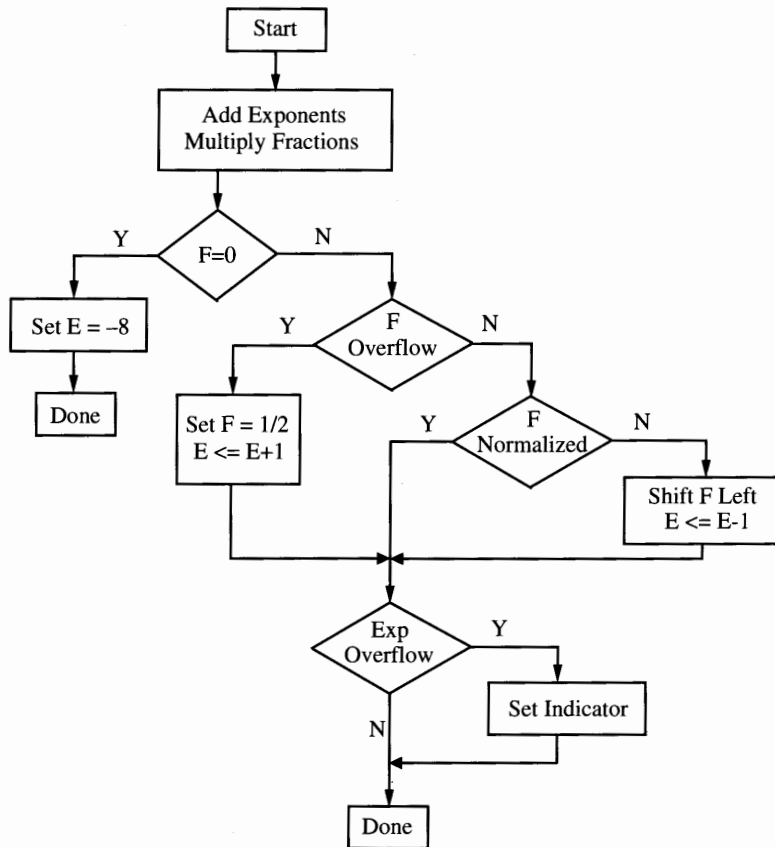 Start
Add Exponents
Multiply Fractions
Y
F=0
N
Set E = –8
Done
Y
F
Overflow
N
Set F = 1/2
E <= E+1
Y
F
Normalized
N
Shift F Left
E <= E-1
Exp
Overflow
Y
Set Indicator
N
Done